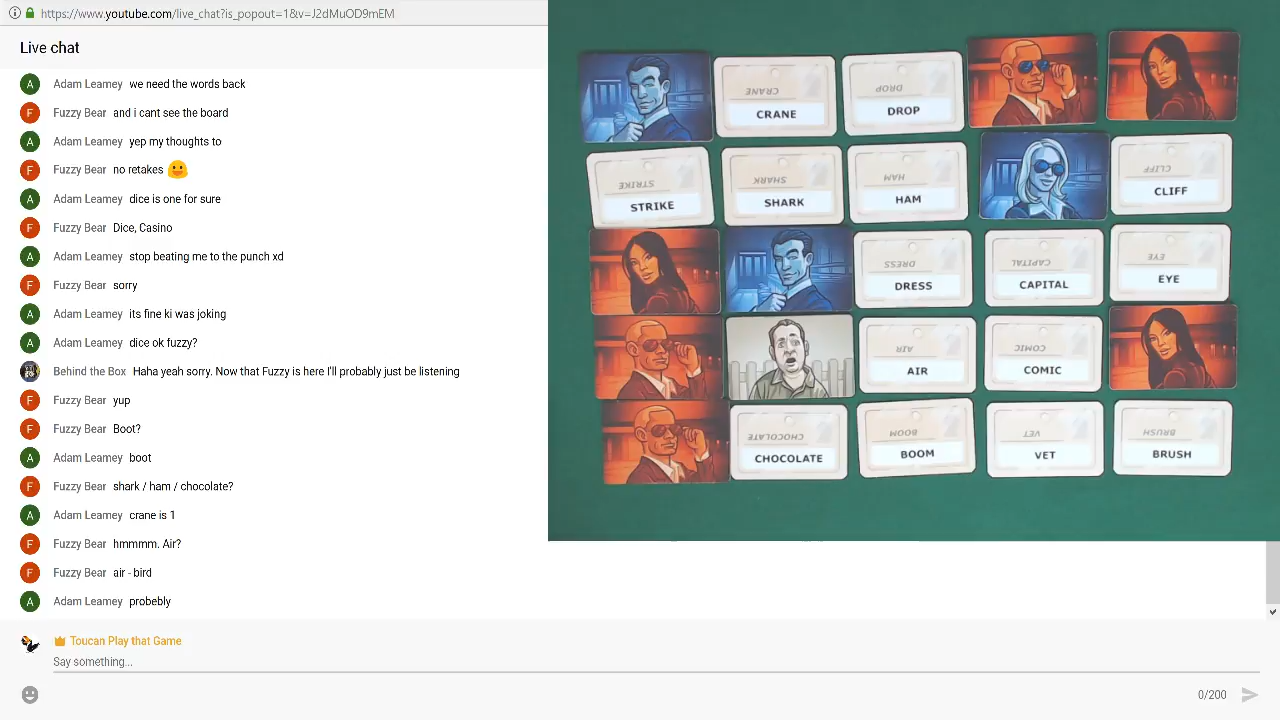 https://www.youtube.com/live_chat?is_popout=1&v=J2dMuOD9mEM
Live chat
A Adam Leamey we need the words back
F Fuzzy Bear and i cant see the board
A Adam Leamey yep my thoughts to
F Fuzzy Bear no retakes
A Adam Leamey dice is one for sure
F Fuzzy Bear Dice, Casino
A Adam Leamey stop beating me to the punch xd
F Fuzzy Bear sorry
A Adam Leamey its fine ki was joking
A Adam Leamey dice ok fuzzy?
Behind the Box Haha yeah sorry. Now that Fuzzy is here I'll probably just be listening
F Fuzzy Bear yup
F Fuzzy Bear Boot?
A Adam Leamey boot
F Fuzzy Bear shark / ham / chocolate?
A Adam Leamey crane is 1
F Fuzzy Bear hmmmm. Air?
F Fuzzy Bear air - bird
A Adam Leamey probebly
Toucan Play that Game
Say something...
0/200
CRANE
CRANE
DROP
DROP
STRIKE
STRIKE
SHARK
SHARK
HAM
HAM
CLIFF
CLIFF
DRESS
DRESS
CAPITAL
CAPITAL
EYE
EYE
AIR
AIR
COMIC
COMIC
CHOCOLATE
CHOCOLATE
BOOM
BOOM
VET
VET
BRUSH
BRUSH